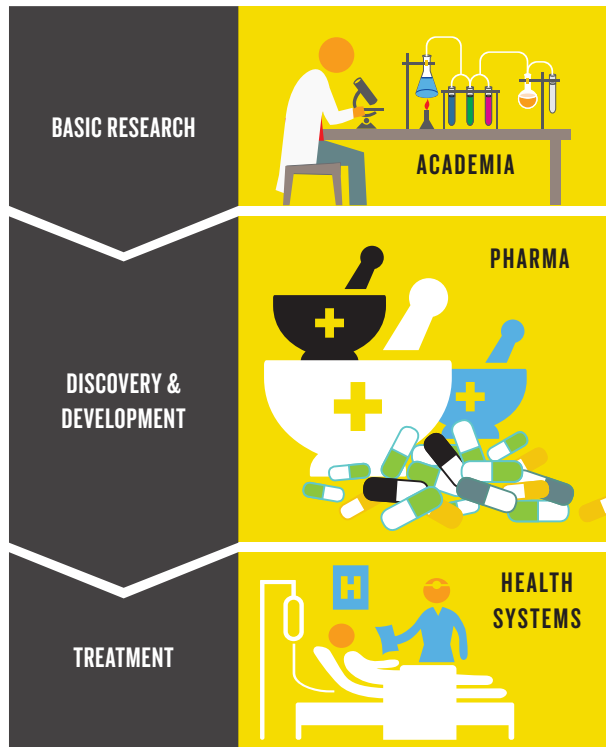 BASIC RESEARCH
ACADEMIA
PHARMA
DISCOVERY &
DEVELOPMENT
H
HEALTH
SYSTEMS
TREATMENT